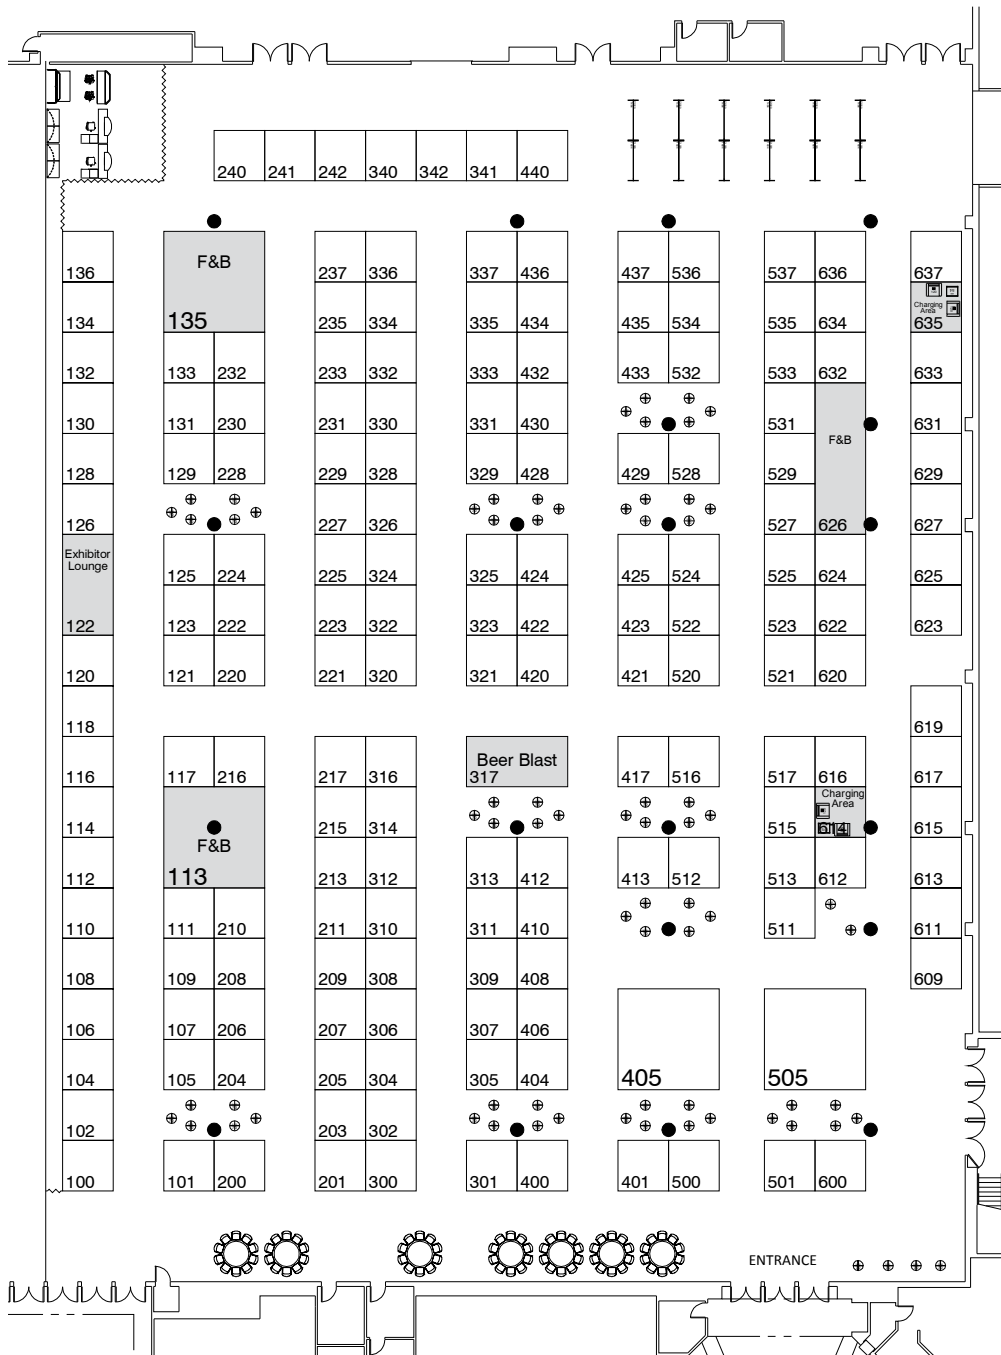 240 241 242 340 342 341 440
F&B
136 237 336 337 436 437 536 537 636 637
Charging
Area
134 135 235 334 335 434 435 534 535 634 635
132 133 232 233 332 333 432 433 532 533 632 633
130 131 230 231 330 331 430 531 631
F&B
128 129 228 229 328 329 428 429 528 529 629
126 227 326 527 626 627
Exhibitor
Lounge
125 224 225 324 325 424 425 524 525 624 625
122 123 222 223 322 323 422 423 522 523 622 623
120 121 220 221 320 321 420 421 520 521 620
118 619
Beer Blast
116 117 216 217 316 317 417 516 517 616 617
Charging
Area
114 215 314 515 614 615
F&B
112 113 213 312 313 412 413 512 513 612 613
110 111 210 211 310 311 410 511 611
108 109 208 209 308 309 408 609
106 107 206 207 306 307 406
104 105 204 205 304 305 404 405 505
102 203 302
100 101 200 201 300 301 400 401 500 501 600
ENTRANCE